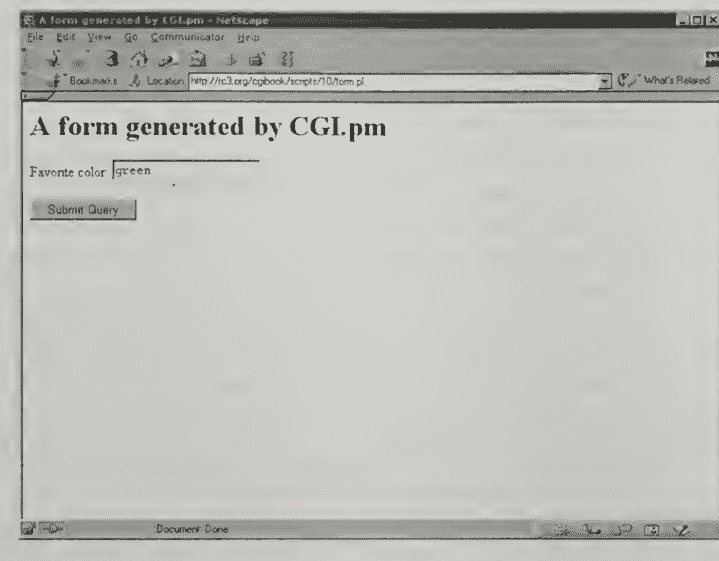 A form generated by CGI.pm - Netscape
File Edit View Go Communicator Help
Bookmarks Location http://rc3.org/cgibook/scripts/10/form.pl What's Related
A form generated by CGI.pm
Favorite color green
Submit Query
Document Done